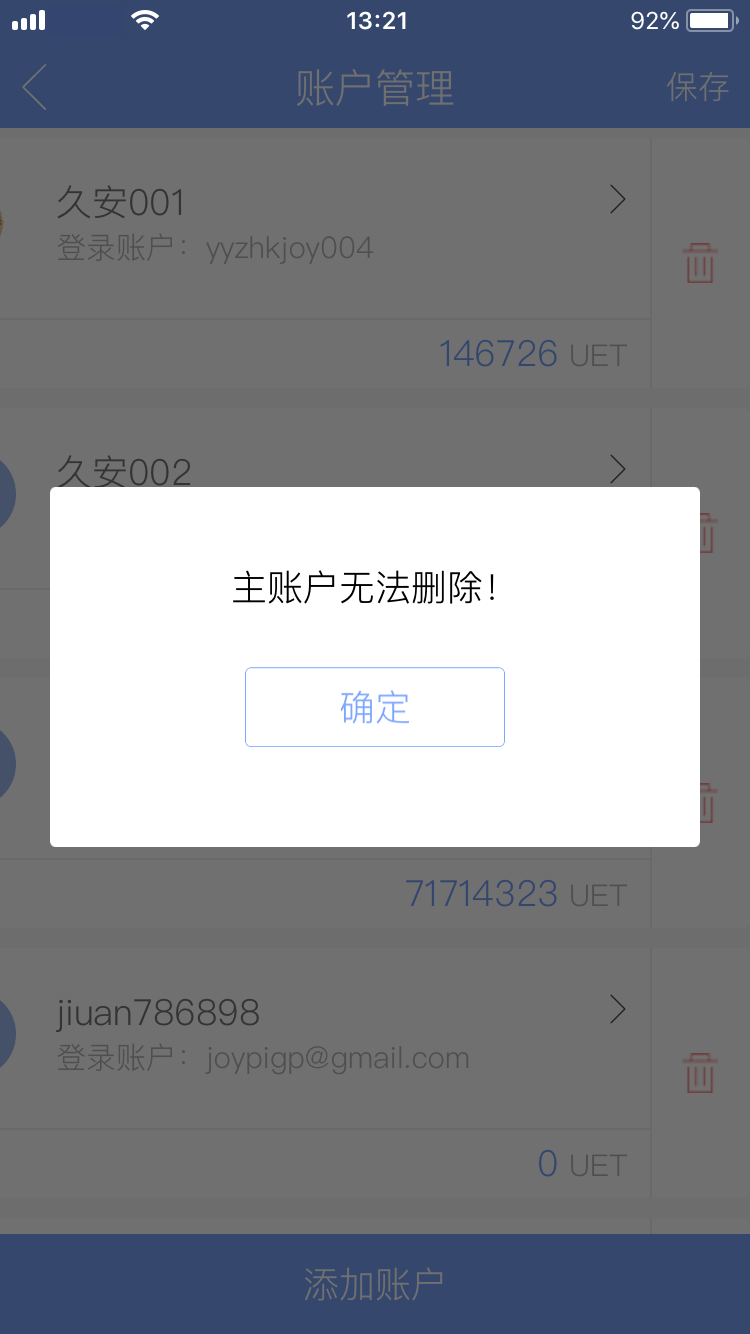 13:21
92%
账户管理
保存
久安001
登录账户：yyzhkjoy004
146726 UET
久安002
主账户无法删除！
确定
71714323 UET
jiuan786898
登录账户：joypigp@gmail.com
0 UET
添加账户